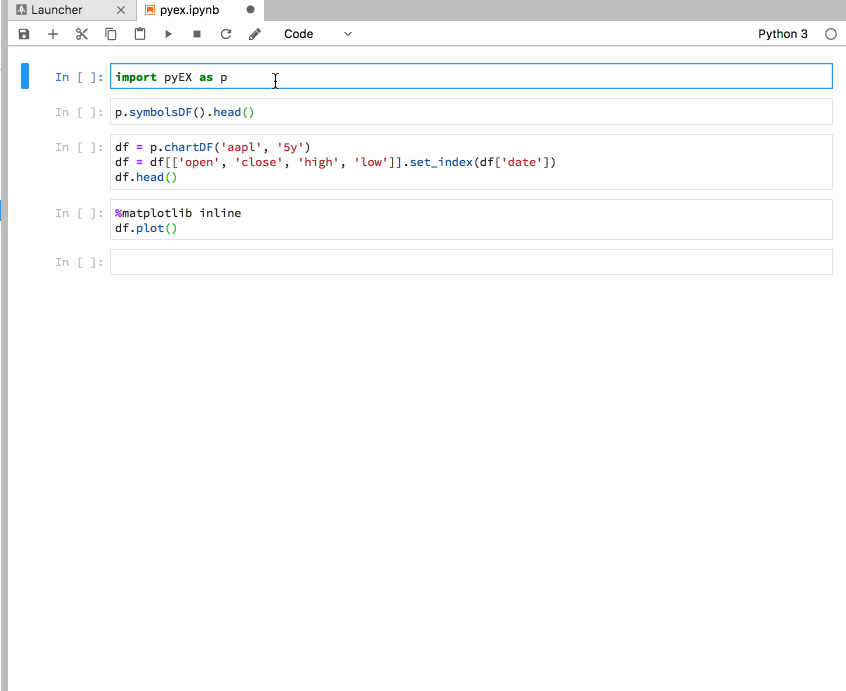 Launcher
pyex.ipynb
Code
Python 3
In [ ]: import pyEX as p
In [ ]: p.symbolsDF().head()
In [ ]: df = p.chartDF('aapl', '5y')
df = df[['open', 'close', 'high', 'low']].set_index(df['date'])
df.head()
In [ ]: %matplotlib inline
df.plot()
In [ ]: